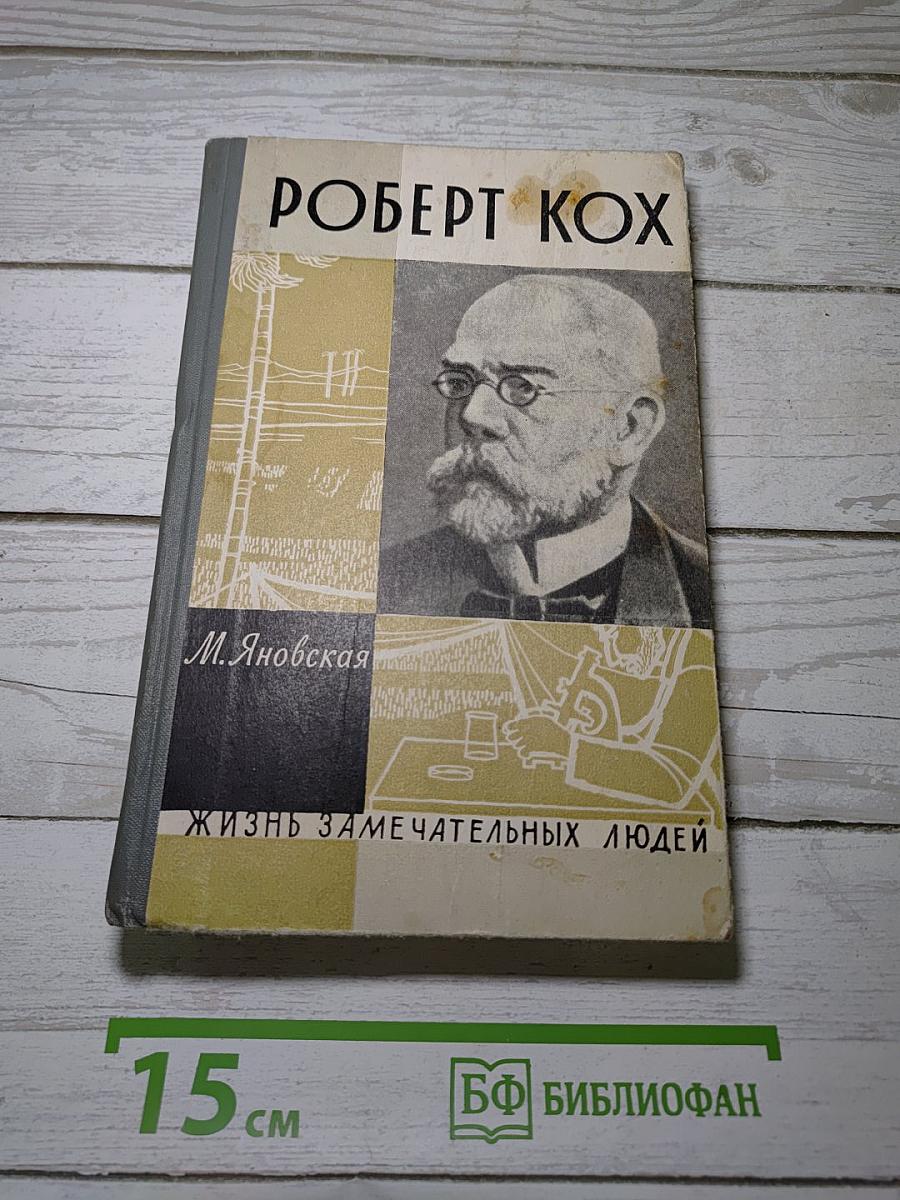 РОБЕРТ КОХ
М. Яновская
ЖИЗНЬ ЗАМЕЧАТЕЛЬНЫХ ЛЮДЕЙ
15 см
БФ БИБЛИОФАН